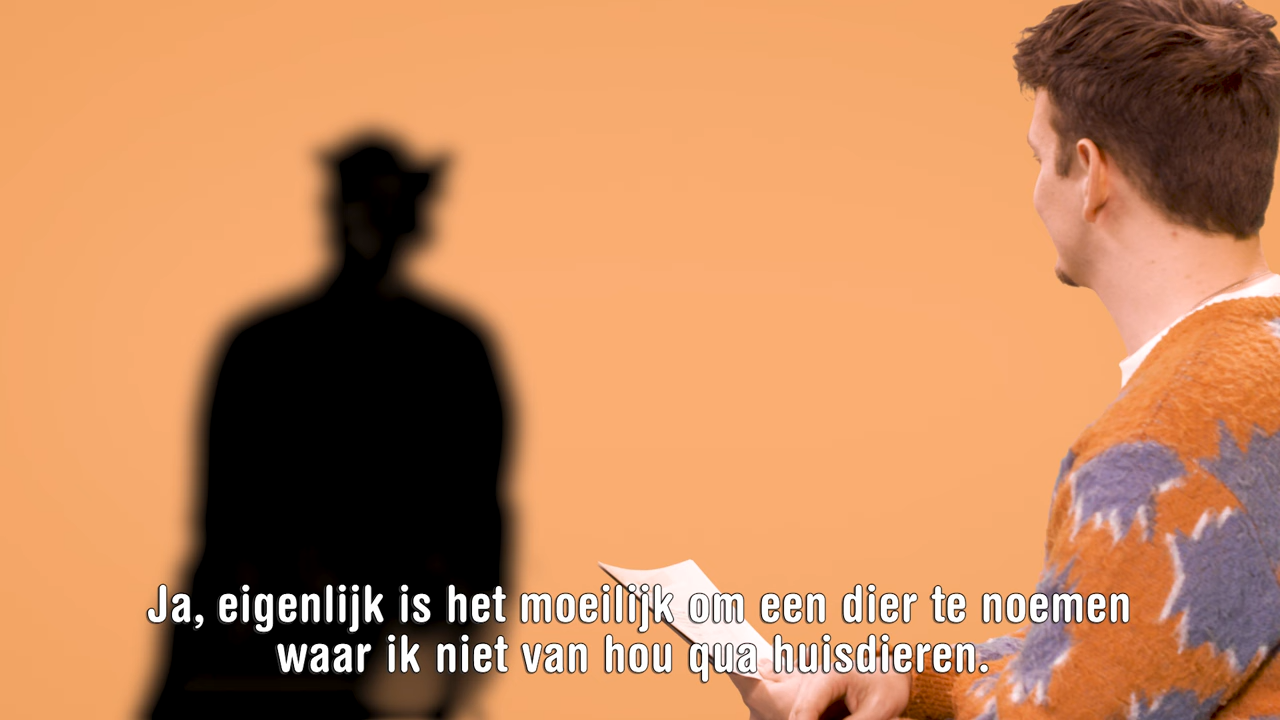 Ja, eigenlijk is het moeilijk om een dier te noemen
waar ik niet van hou qua huisdieren.